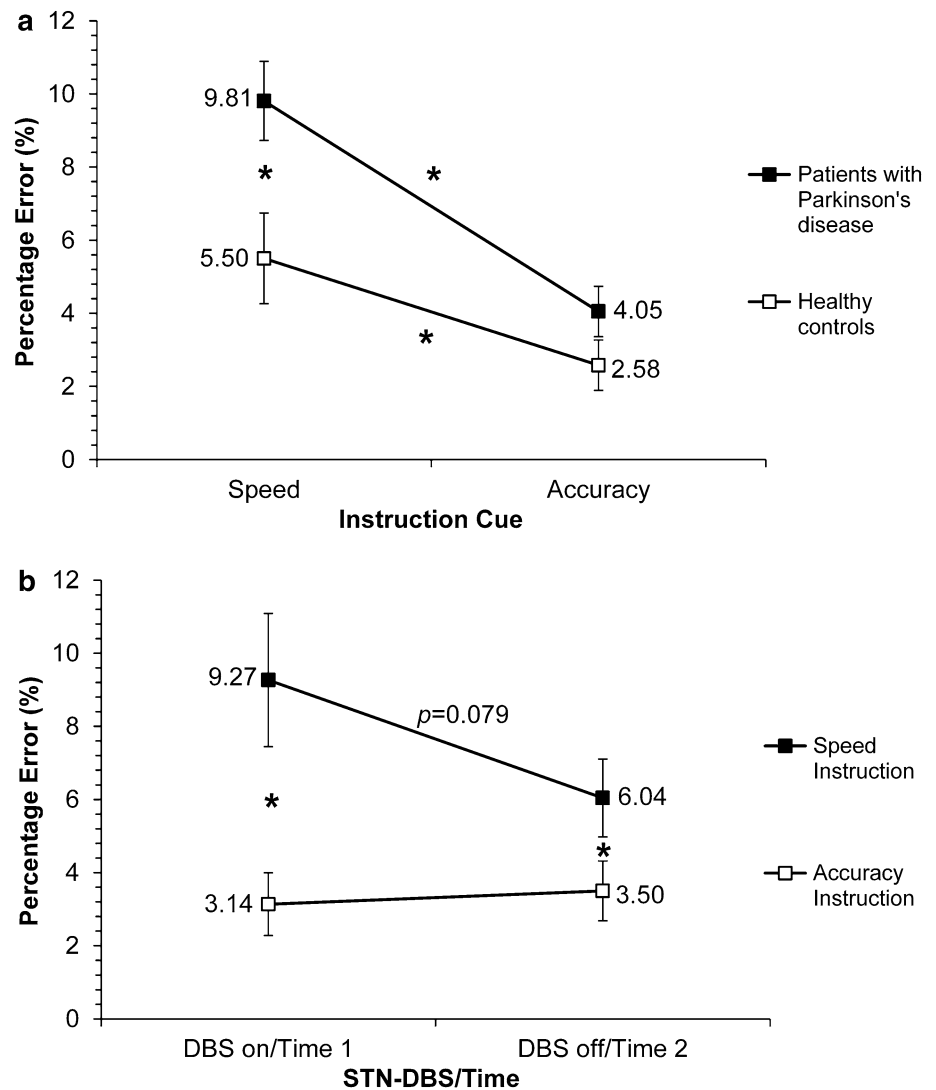 a
12
10
8
6
4
2
0
Percentage Error (%)
9.81
5.50
*
*
*
4.05
2.58
Speed
Accuracy
Instruction Cue
Patients with
Parkinson's
disease
Healthy
controls
b
12
10
8
6
4
2
0
Percentage Error (%)
9.27
p=0.079
6.04
*
*
3.14
3.50
DBS on/Time 1
DBS off/Time 2
STN-DBS/Time
Speed
Instruction
Accuracy
Instruction